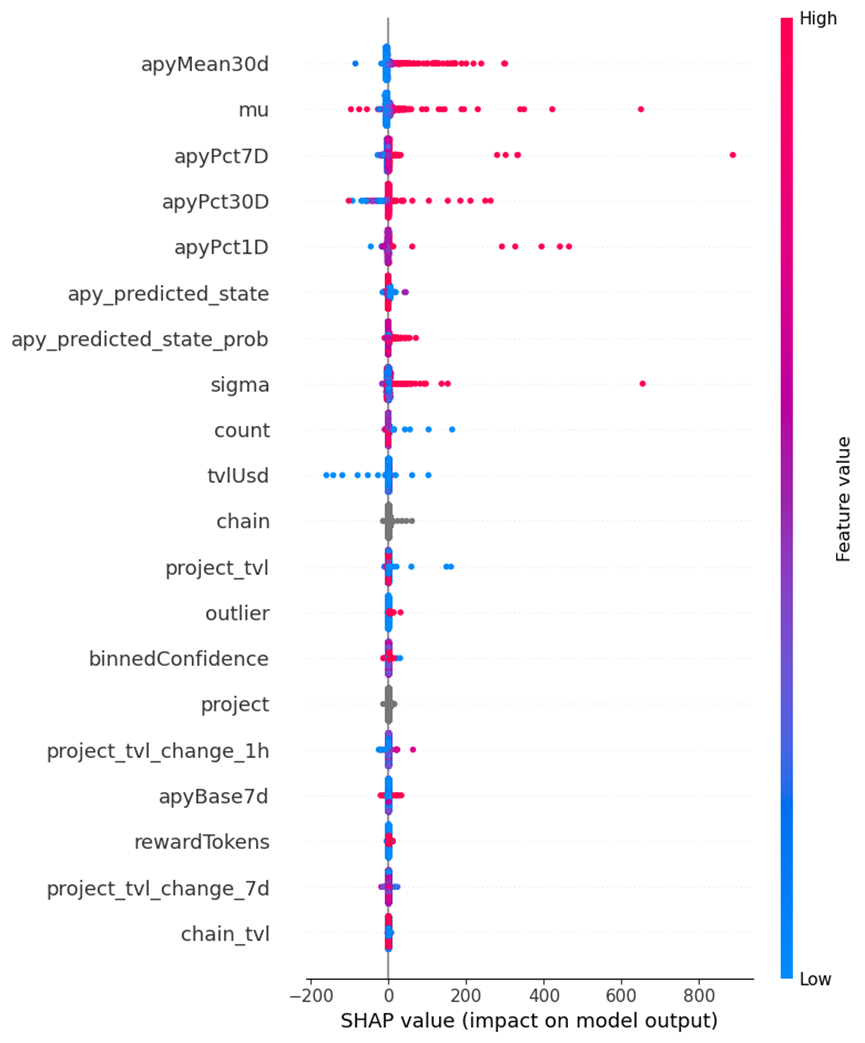 High
apyMean30d
mu
apyPct7D
apyPct30D
apyPct1D
apy_predicted_state
apy_predicted_state_prob
sigma
count
tvlUsd
chain
project_tvl
outlier
binnedConfidence
project
project_tvl_change_1h
apyBase7d
rewardTokens
project_tvl_change_7d
chain_tvl
Feature value
Low
−200 0 200 400 600 800
SHAP value (impact on model output)